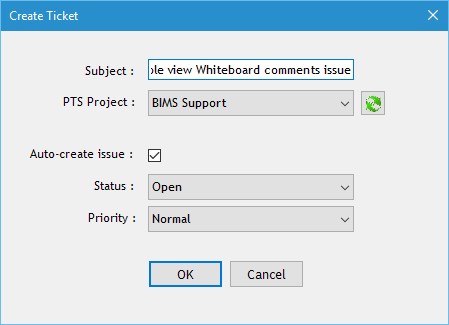 Create Ticket
Subject : view Whiteboard comments issue
PTS Project : BIMS Support
Auto-create issue :
Status : Open
Priority : Normal
OK Cancel